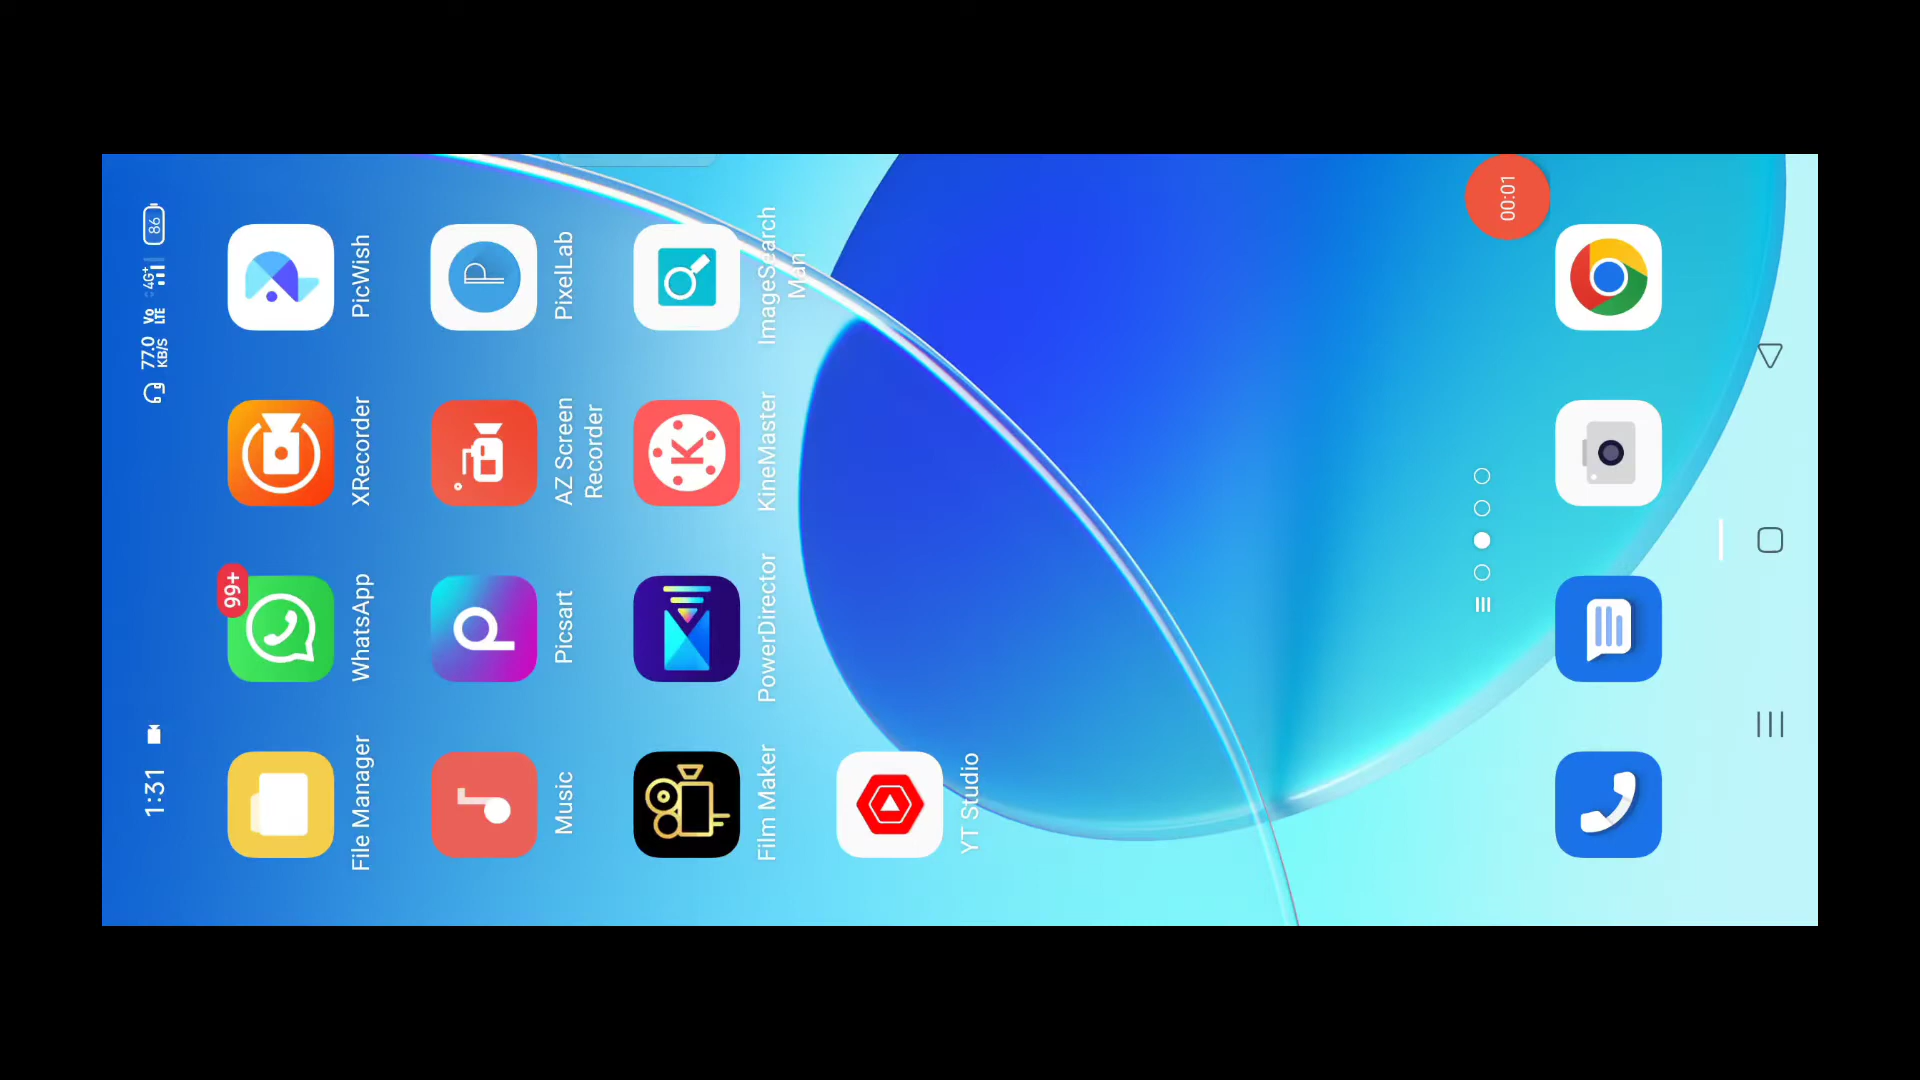 1:31
77.0
KB/S
Vo
LTE
4G+
86
File Manager
99+
WhatsApp
XRecorder
PicWish
Music
Picsart
AZ Screen
Recorder
P
PixelLab
Film Maker
PowerDirector
K
KineMaster
ImageSearch
Man
YT Studio
00:01